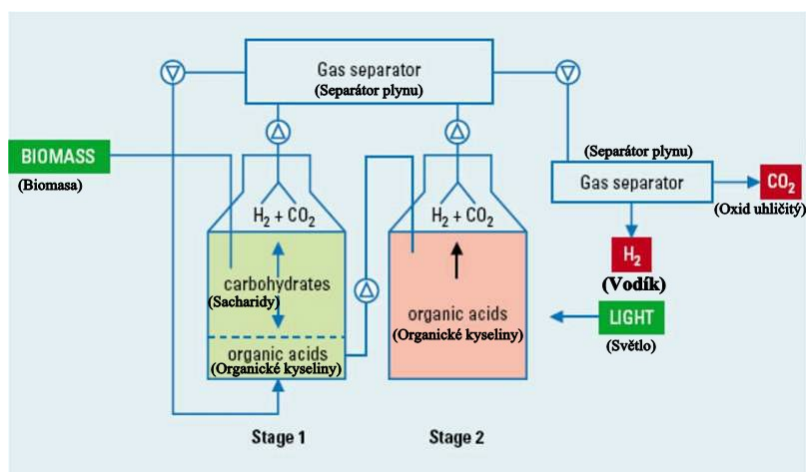 Gas separator
(Separátor plynu)
BIOMASS
(Biomasa)
(Separátor plynu)
Gas separator
CO₂
(Oxid uhličitý)
H₂ + CO₂
H₂ + CO₂
H₂
(Vodík)
carbohydrates
(Sacharidy)
organic acids
(Organické kyseliny)
LIGHT
(Světlo)
organic acids
(Organické kyseliny)
Stage 1
Stage 2